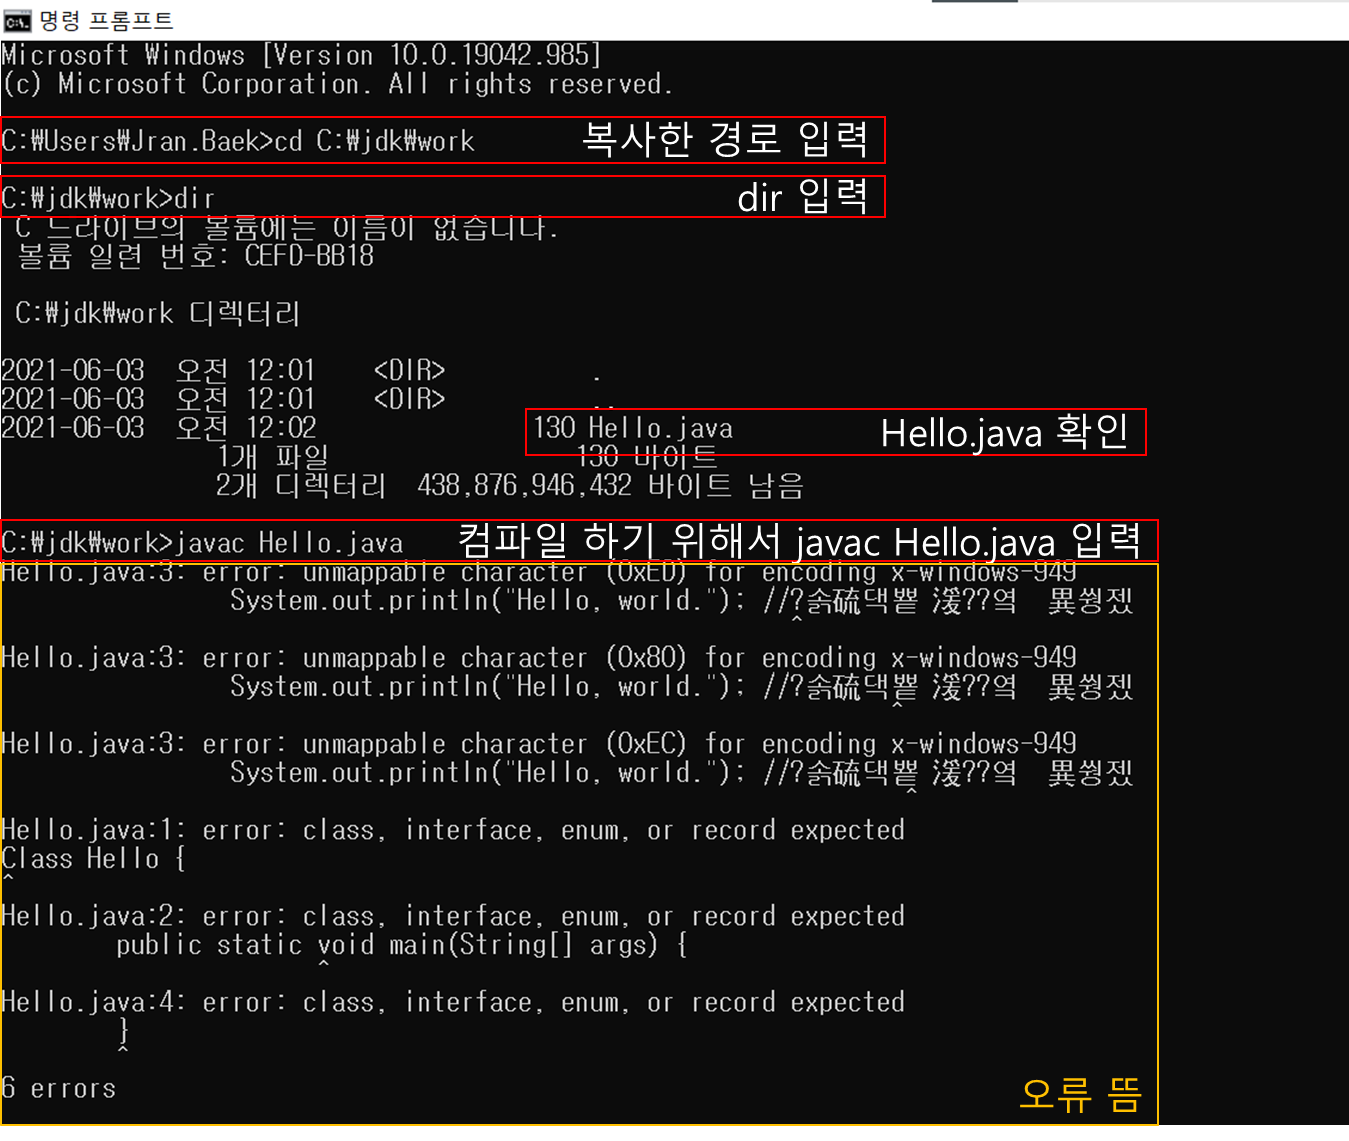 명령 프롬프트
Microsoft Windows [Version 10.0.19042.985]
(c) Microsoft Corporation. All rights reserved.
C:₩Users₩Jran.Baek>cd C:₩jdk₩work 복사한 경로 입력
C:₩jdk₩work>dir dir 입력
C 드라이브의 볼륨에는 이름이 없습니다.
볼륨 일련 번호: CEFD-BB18
C:₩jdk₩work 디렉터리
2021-06-03 오전 12:01 <DIR> .
2021-06-03 오전 12:01 <DIR> ..
2021-06-03 오전 12:02 130 Hello.java Hello.java 확인
1개 파일 130 바이트
2개 디렉터리 438,876,946,432 바이트 남음
C:₩jdk₩work>javac Hello.java 컴파일 하기 위해서 javac Hello.java 입력
Hello.java:3: error: unmappable character (0xED) for encoding x-windows-949
System.out.println("Hello, world."); //?솕硫댁뿉 湲??옄 異쒕젰
^
Hello.java:3: error: unmappable character (0x80) for encoding x-windows-949
System.out.println("Hello, world."); //?솕硫댁뿉 湲??옄 異쒕젰
^
Hello.java:3: error: unmappable character (0xEC) for encoding x-windows-949
System.out.println("Hello, world."); //?솕硫댁뿉 湲??옄 異쒕젰
^
Hello.java:1: error: class, interface, enum, or record expected
Class Hello {
^
Hello.java:2: error: class, interface, enum, or record expected
public static void main(String[] args) {
^
Hello.java:4: error: class, interface, enum, or record expected
}
^
6 errors
오류 뜸